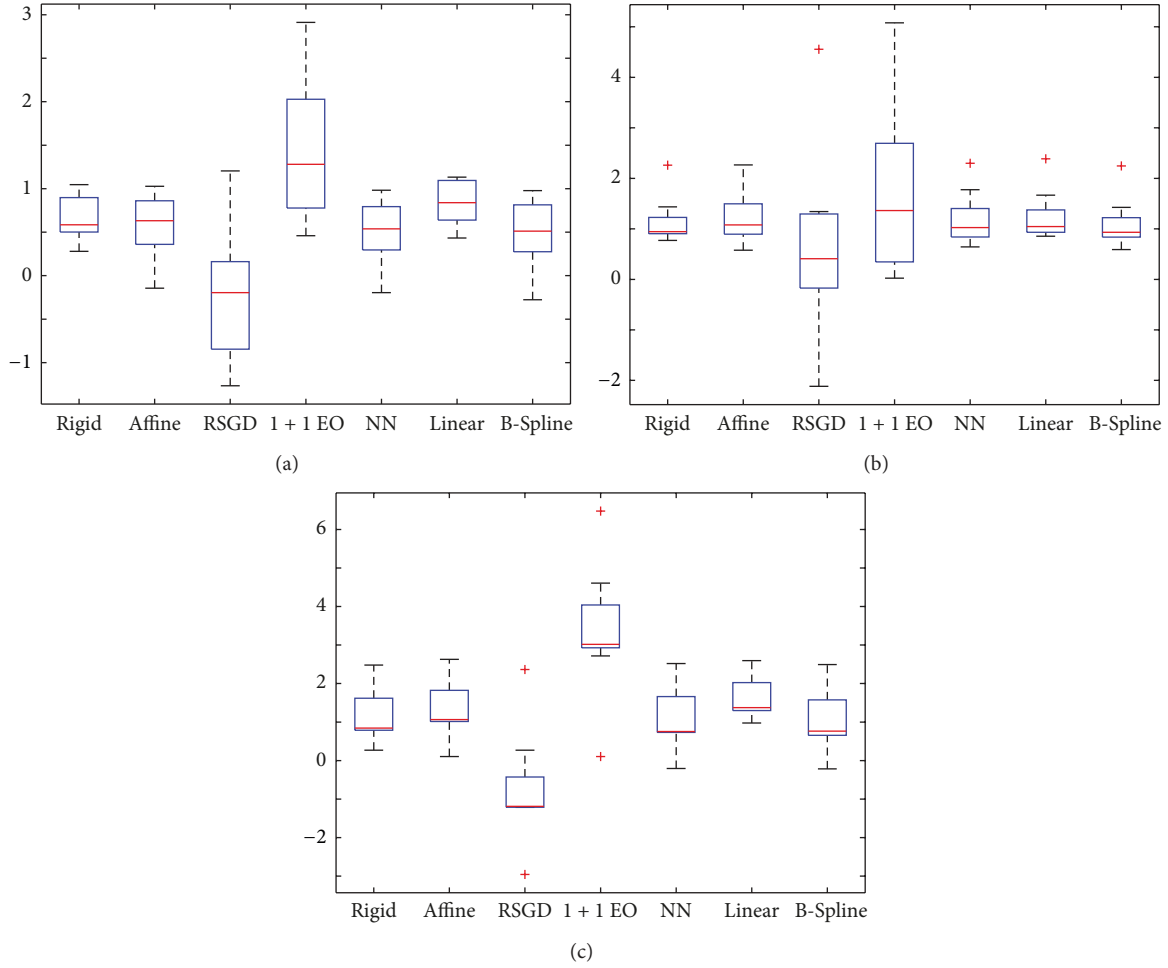 3
2
1
0
−1
Rigid Affine RSGD 1 + 1 EO NN Linear B-Spline
(a)
4
2
0
−2
Rigid Affine RSGD 1 + 1 EO NN Linear B-Spline
(b)
6
4
2
0
−2
Rigid Affine RSGD 1 + 1 EO NN Linear B-Spline
(c)